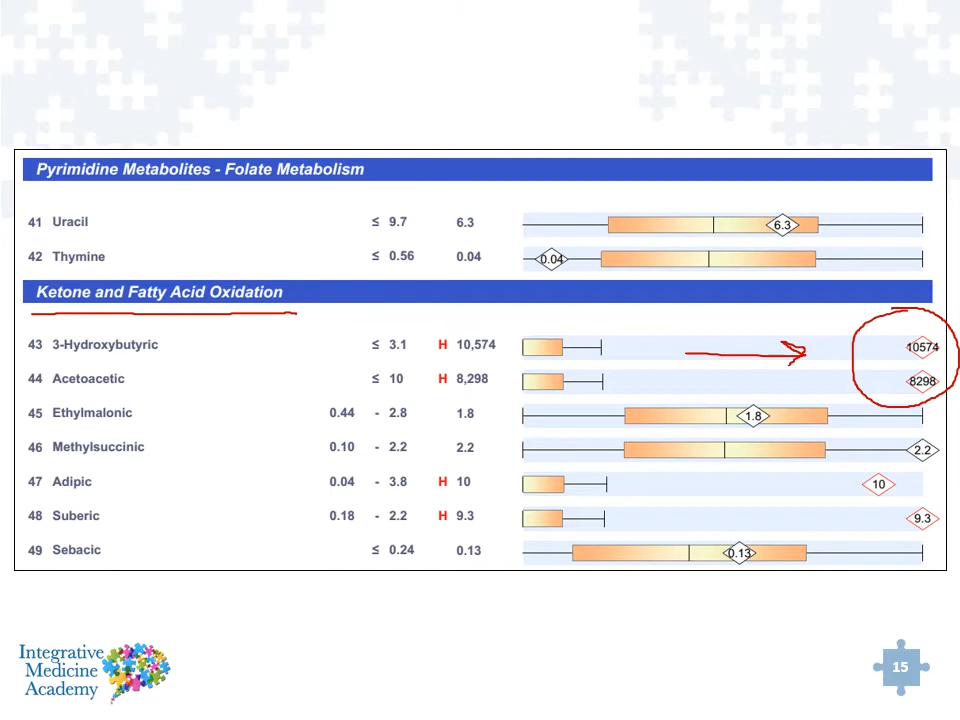 Pyrimidine Metabolites - Folate Metabolism
41 Uracil ≤ 9.7 6.3 6.3
42 Thymine ≤ 0.56 0.04 0.04
Ketone and Fatty Acid Oxidation
43 3-Hydroxybutyric ≤ 3.1 H 10,574 10574
44 Acetoacetic ≤ 10 H 8,298 8298
45 Ethylmalonic 0.44 - 2.8 1.8 1.8
46 Methylsuccinic 0.10 - 2.2 2.2 2.2
47 Adipic 0.04 - 3.8 H 10 10
48 Suberic 0.18 - 2.2 H 9.3 9.3
49 Sebacic ≤ 0.24 0.13 0.13
Integrative
Medicine
Academy
15